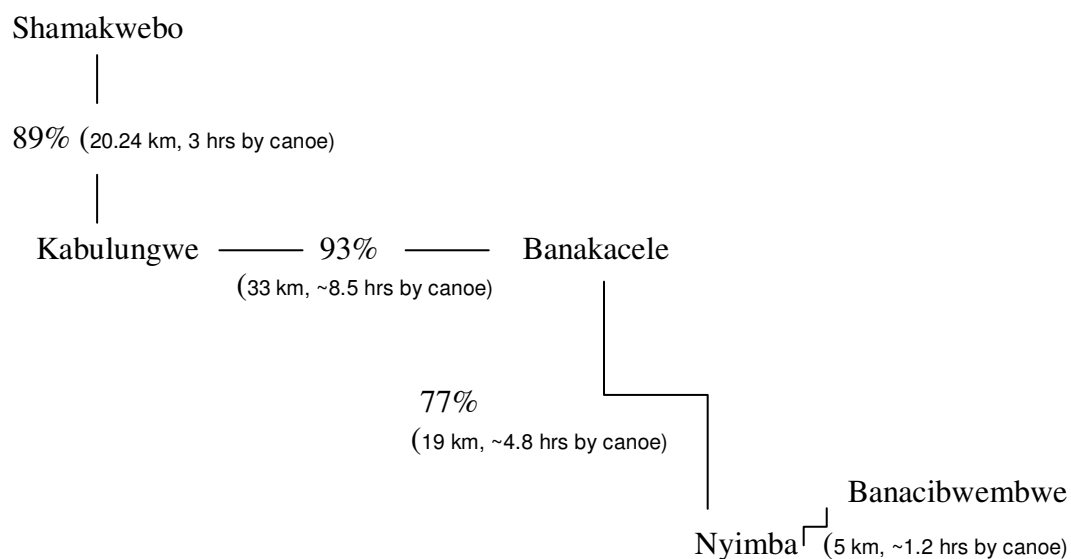 Shamakwebo
89% (20.24 km, 3 hrs by canoe)
Kabulungwe 93% Banakacele
(33 km, ~8.5 hrs by canoe)
77%
(19 km, ~4.8 hrs by canoe)
Banacibwembwe
Nyimba (5 km, ~1.2 hrs by canoe)